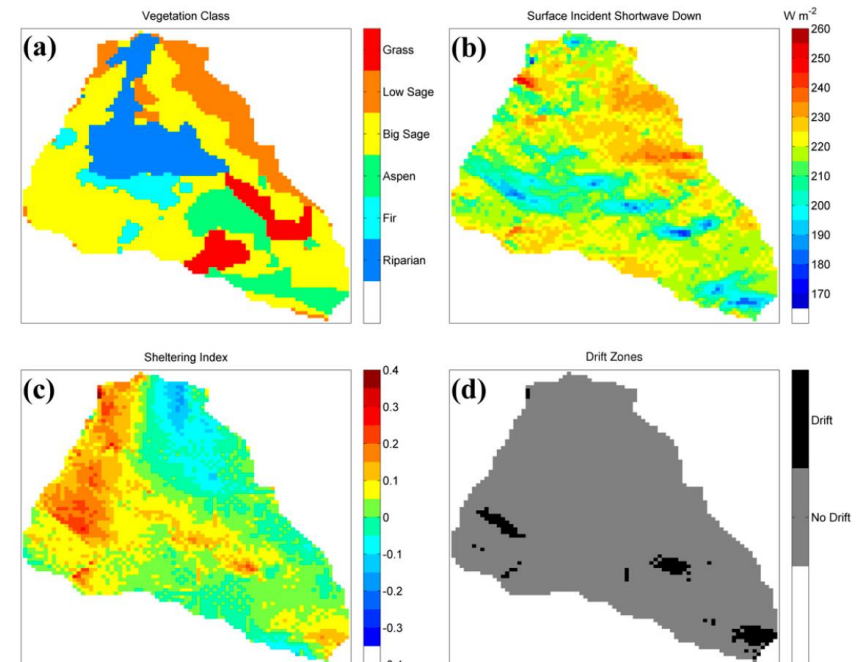 Vegetation Class
(a)
Grass
Low Sage
Big Sage
Aspen
Fir
Riparian
Surface Incident Shortwave Down
W m-2
(b)
260
250
240
230
220
210
200
190
180
170
Sheltering Index
(c)
0.4
0.3
0.2
0.1
0
-0.1
-0.2
-0.3
Drift Zones
(d)
Drift
No Drift